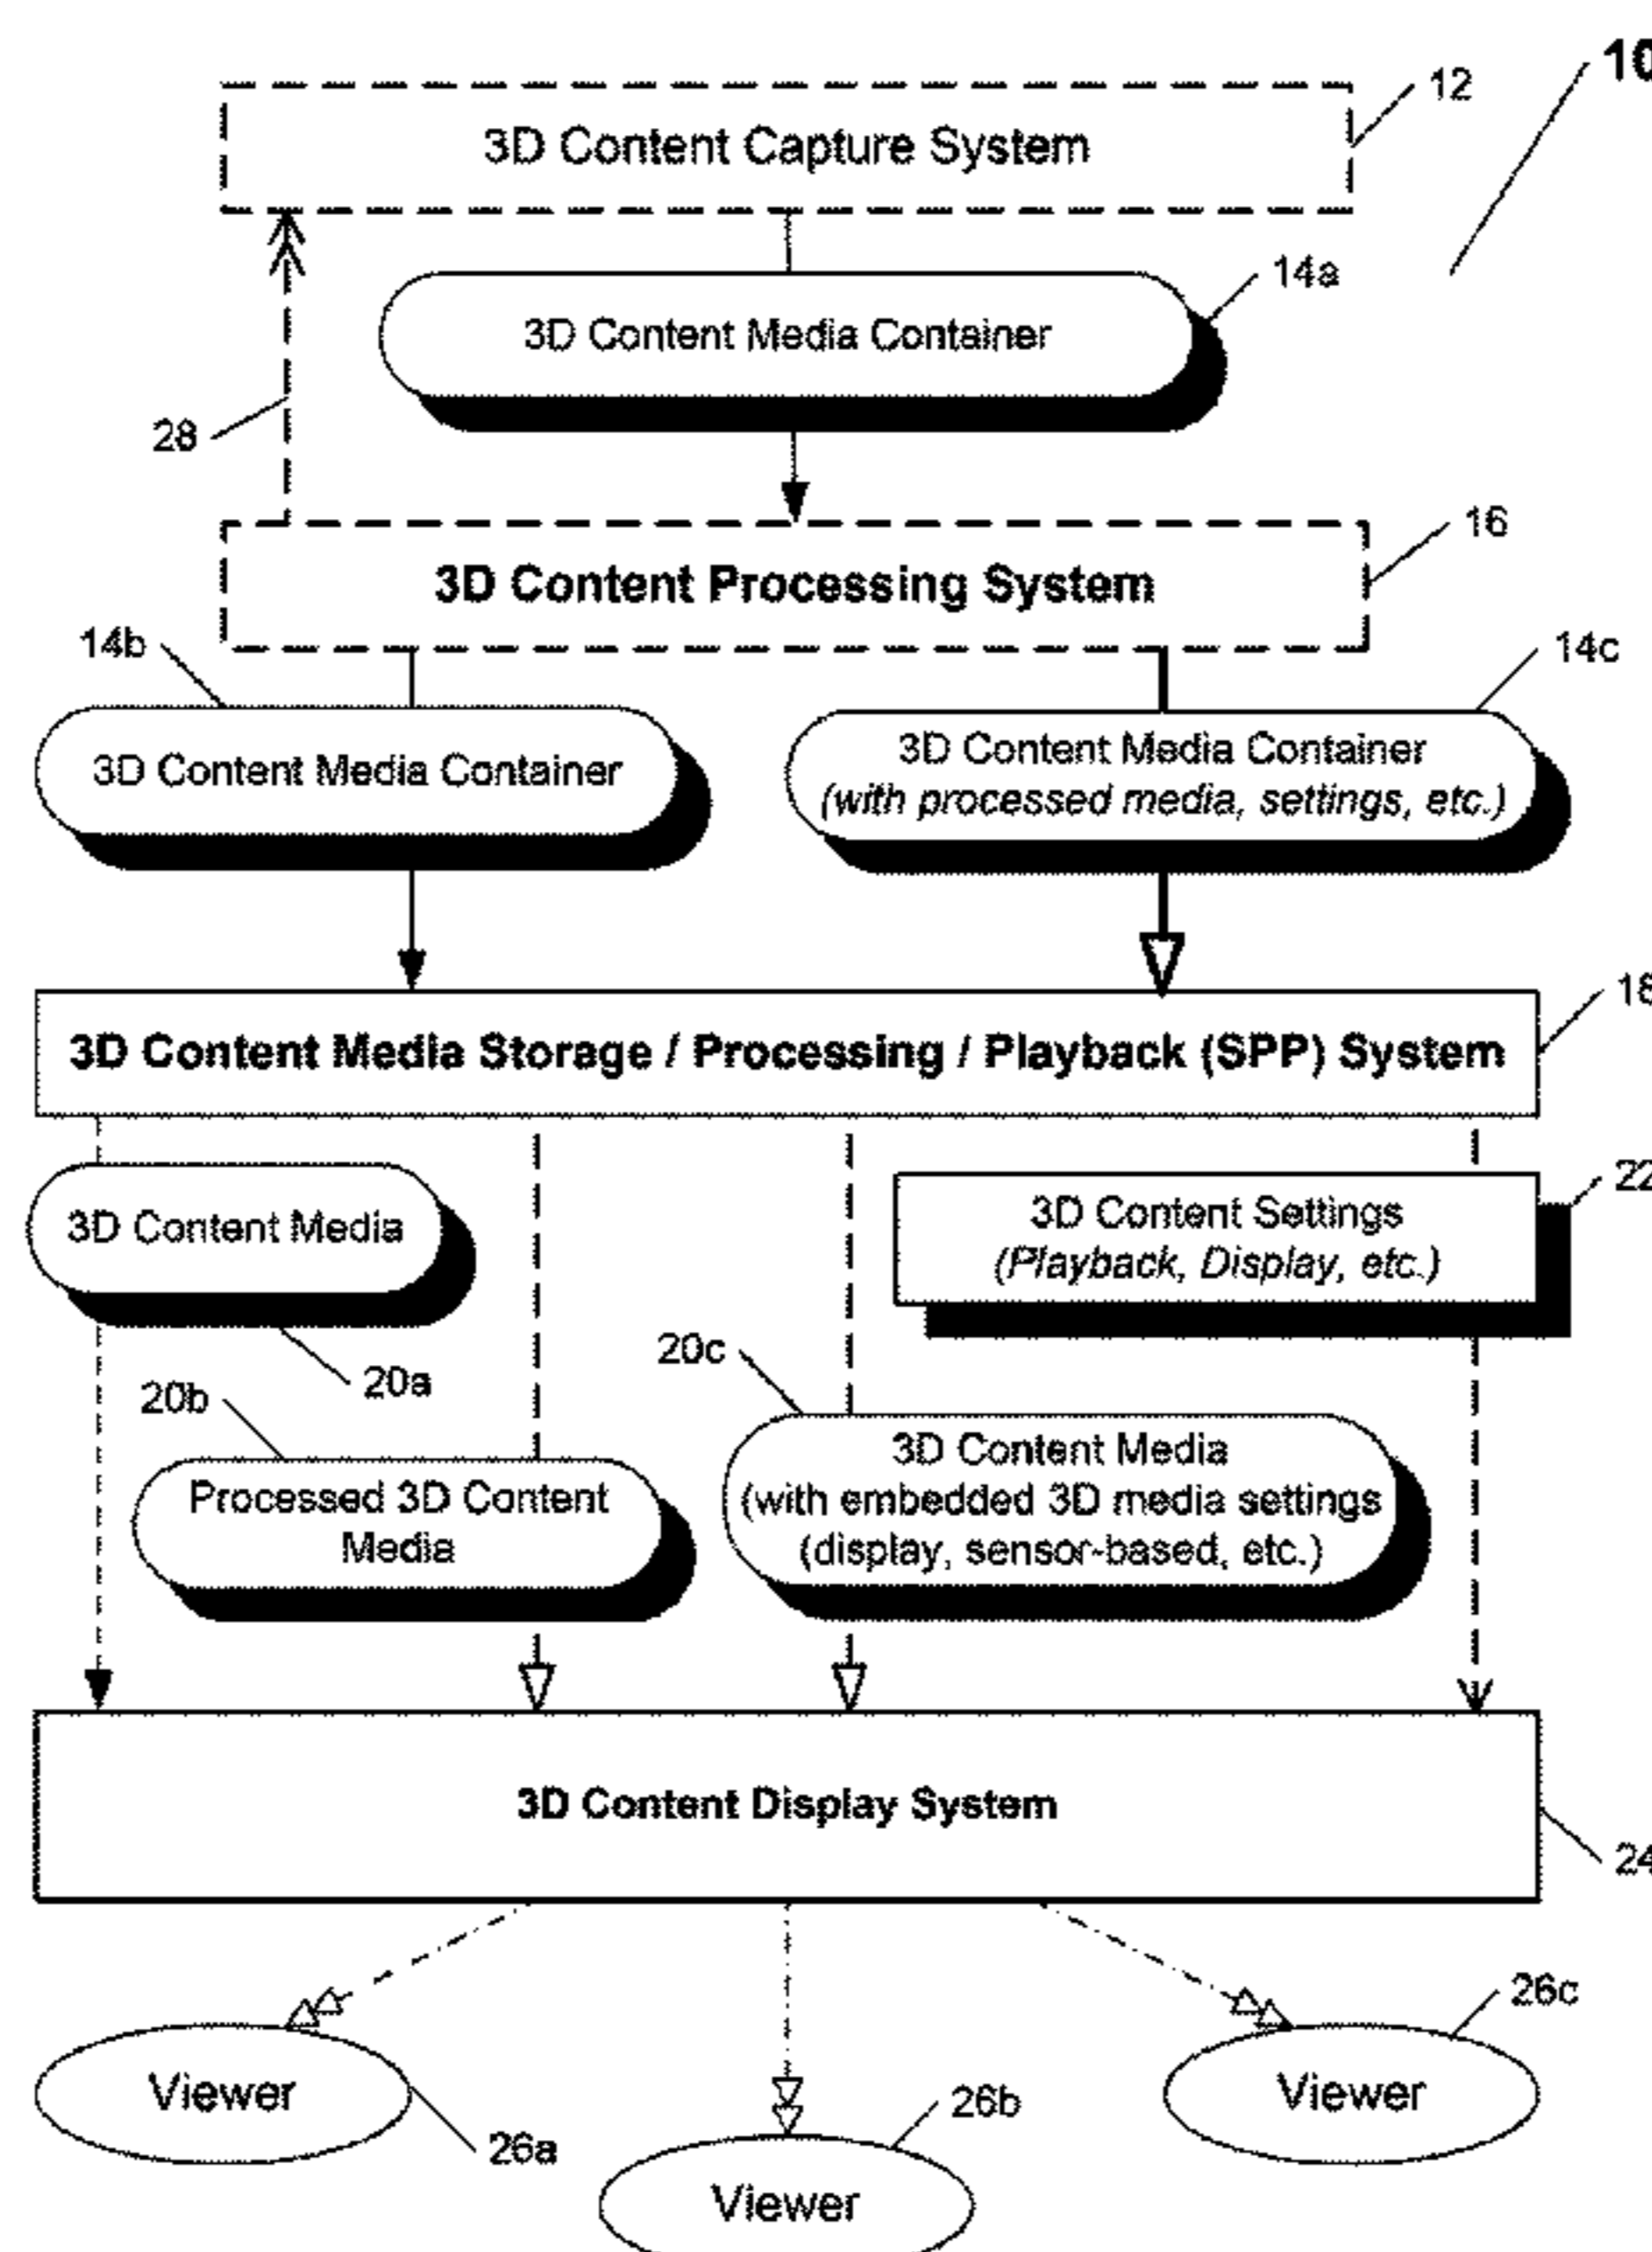 10
12
3D Content Capture System
14a
3D Content Media Container
28
16
3D Content Processing System
14b
14c
3D Content Media Container
3D Content Media Container
(with processed media, settings, etc.)
18
3D Content Media Storage / Processing / Playback (SPP) System
22
3D Content Media
3D Content Settings
(Playback, Display, etc.)
20a
20b
20c
Processed 3D Content
Media
3D Content Media
(with embedded 3D media settings
(display, sensor-based, etc.)
3D Content Display System
24
26c
Viewer
26a
26b
Viewer
Viewer